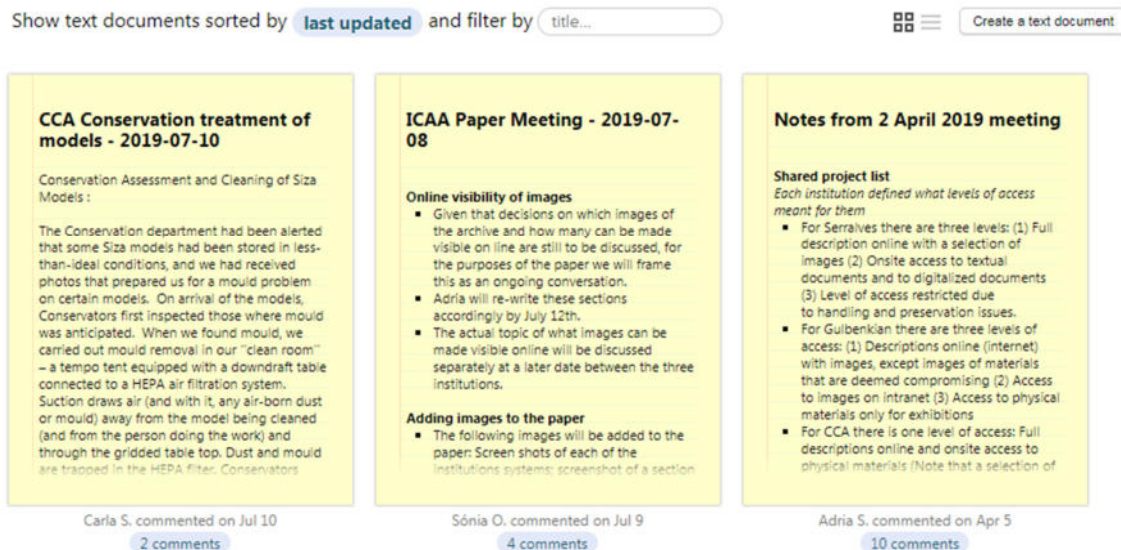 Show text documents sorted by last updated and filter by title...
Create a text document
CCA Conservation treatment of
models - 2019-07-10
Conservation Assessment and Cleaning of Siza
Models :
The Conservation department had been alerted
that some Siza models had been stored in less-
than-ideal conditions, and we had received
photos that prepared us for a mould problem
on certain models. On arrival of the models,
Conservators first inspected those where mould
was anticipated. When we found mould, we
carried out mould removal in our "clean room"
– a tempo tent equipped with a downdraft table
connected to a HEPA air filtration system.
Suction draws air (and with it, any air-born dust
or mould) away from the model being cleaned
(and from the person doing the work) and
through the gridded table top. Dust and mould
are trapped in the HEPA filter. Conservators
Carla S. commented on Jul 10
2 comments
ICAA Paper Meeting - 2019-07-
08
Online visibility of images
▪ Given that decisions on which images of
the archive and how many can be made
visible on line are still to be discussed, for
the purposes of the paper we will frame
this as an ongoing conversation.
▪ Adria will re-write these sections
accordingly by July 12th.
▪ The actual topic of what images can be
made visible online will be discussed
separately at a later date between the three
institutions.
Adding images to the paper
▪ The following images will be added to the
paper: Screen shots of each of the
institutions systems; screenshot of a section
Sónia O. commented on Jul 9
4 comments
Notes from 2 April 2019 meeting
Shared project list
Each institution defined what levels of access
meant for them
▪ For Serralves there are three levels: (1) Full
description online with a selection of
images (2) Onsite access to textual
documents and to digitalized documents
(3) Level of access restricted due
to handling and preservation issues.
▪ For Gulbenkian there are three levels of
access: (1) Descriptions online (internet)
with images, except images of materials
that are deemed compromising (2) Access
to images on intranet (3) Access to physical
materials only for exhibitions
▪ For CCA there is one level of access: Full
descriptions online and onsite access to
physical materials (Note that a selection of
Adria S. commented on Apr 5
10 comments